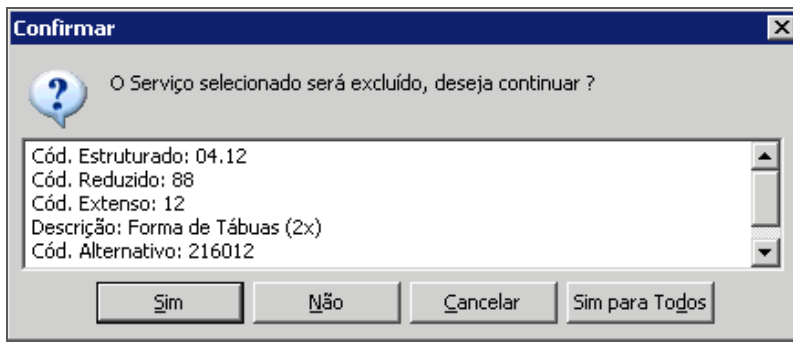 Confirmar
O Serviço selecionado será excluído, deseja continuar ?
Cód. Estruturado: 04.12
Cód. Reduzido: 88
Cód. Extenso: 12
Descrição: Forma de Tábuas (2x)
Cód. Alternativo: 216012
Sim Não Cancelar Sim para Todos